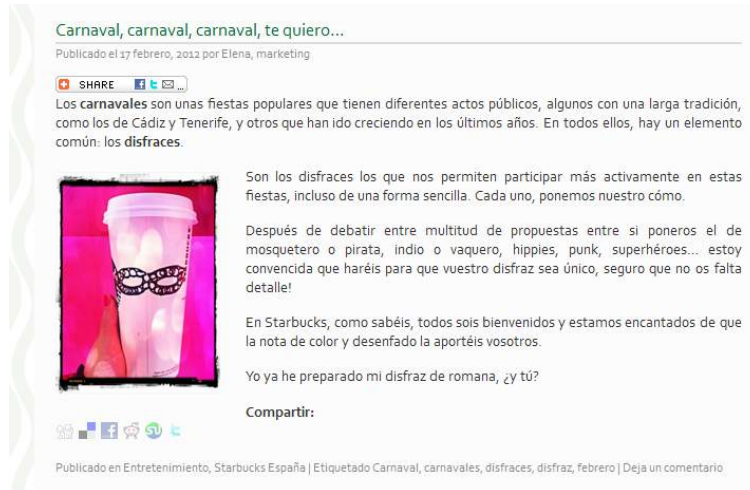 Carnaval, carnaval, carnaval, te quiero...
Publicado el 17 febrero, 2012 por Elena, marketing
SHARE ...
Los carnavales son unas fiestas populares que tienen diferentes actos públicos, algunos con una larga tradición,
como los de Cádiz y Tenerife, y otros que han ido creciendo en los últimos años. En todos ellos, hay un elemento
común: los disfraces.
Son los disfraces los que nos permiten participar más activamente en estas
fiestas, incluso de una forma sencilla. Cada uno, ponemos nuestro cómo.
Después de debatir entre multitud de propuestas entre si poneros el de
mosquetero o pirata, indio o vaquero, hippies, punk, superhéroes... estoy
convencida que haréis para que vuestro disfraz sea único, seguro que no os falta
detalle!
En Starbucks, como sabéis, todos sois bienvenidos y estamos encantados de que
la nota de color y desenfado la aportéis vosotros.
Yo ya he preparado mi disfraz de romana, ¿y tú?
Compartir:
Publicado en Entretenimiento, Starbucks España | Etiquetado Carnaval, carnavales, disfraces, disfraz, febrero | Deja un comentario